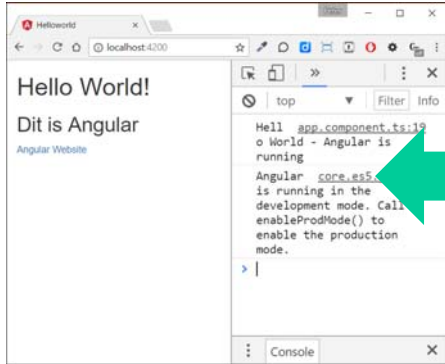 Helloworld
localhost:4200
Hello World!
Dit is Angular
Angular Website
top
Filter
Info
Hell app.component.ts:19
o World - Angular is
running
Angular core.es5.
is running in the
development mode. Call
enableProdMode() to
enable the production
mode.
Console